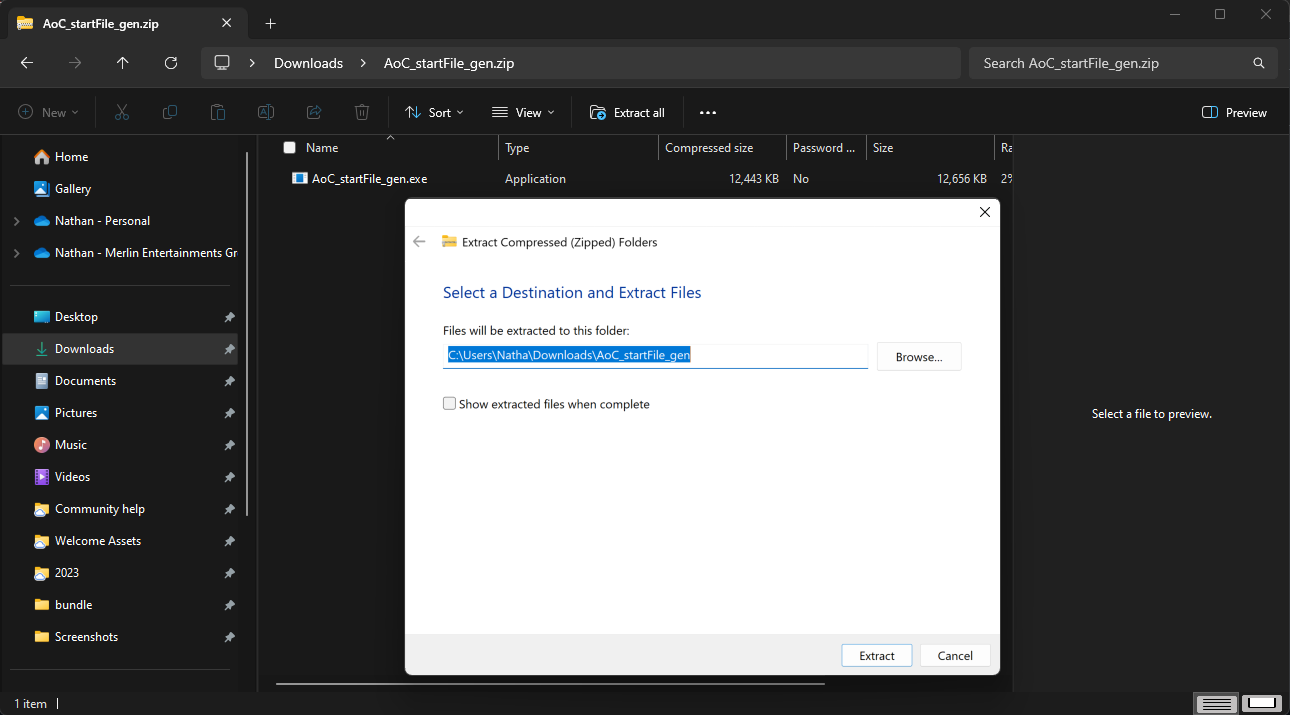 AoC_startFile_gen.zip
Downloads
AoC_startFile_gen.zip
Search AoC_startFile_gen.zip
New
Sort
View
Extract all
Preview
Home
Gallery
Nathan - Personal
Nathan - Merlin Entertainments Gr
Desktop
Downloads
Documents
Pictures
Music
Videos
Community help
Welcome Assets
2023
bundle
Screenshots
Name Type Compressed size Password ... Size Ra
AoC_startFile_gen.exe Application 12,443 KB No 12,656 KB 2%
Extract Compressed (Zipped) Folders
Select a Destination and Extract Files
Files will be extracted to this folder:
C:\Users\Natha\Downloads\AoC_startFile_gen
Browse...
Show extracted files when complete
Extract Cancel
Select a file to preview.
1 item